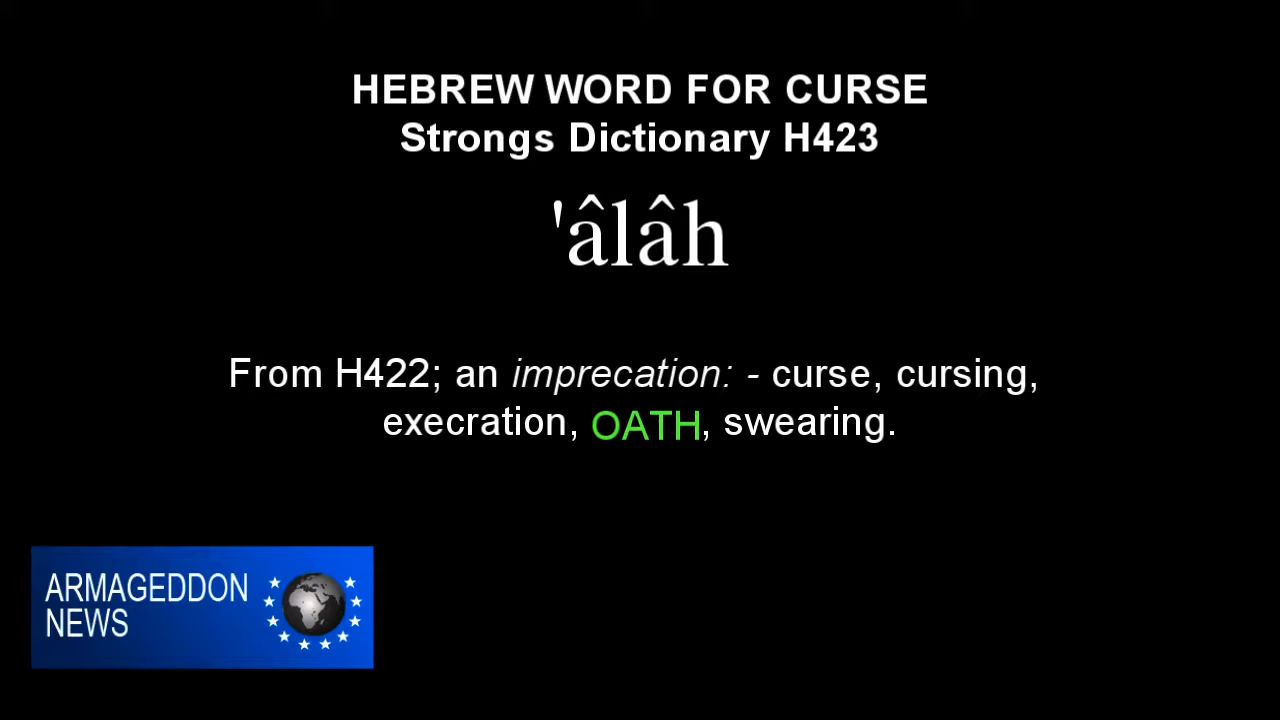 HEBREW WORD FOR CURSE
Strongs Dictionary H423
'âlâh
From H422; an imprecation: - curse, cursing,
execration, OATH, swearing.
ARMAGEDDON
NEWS